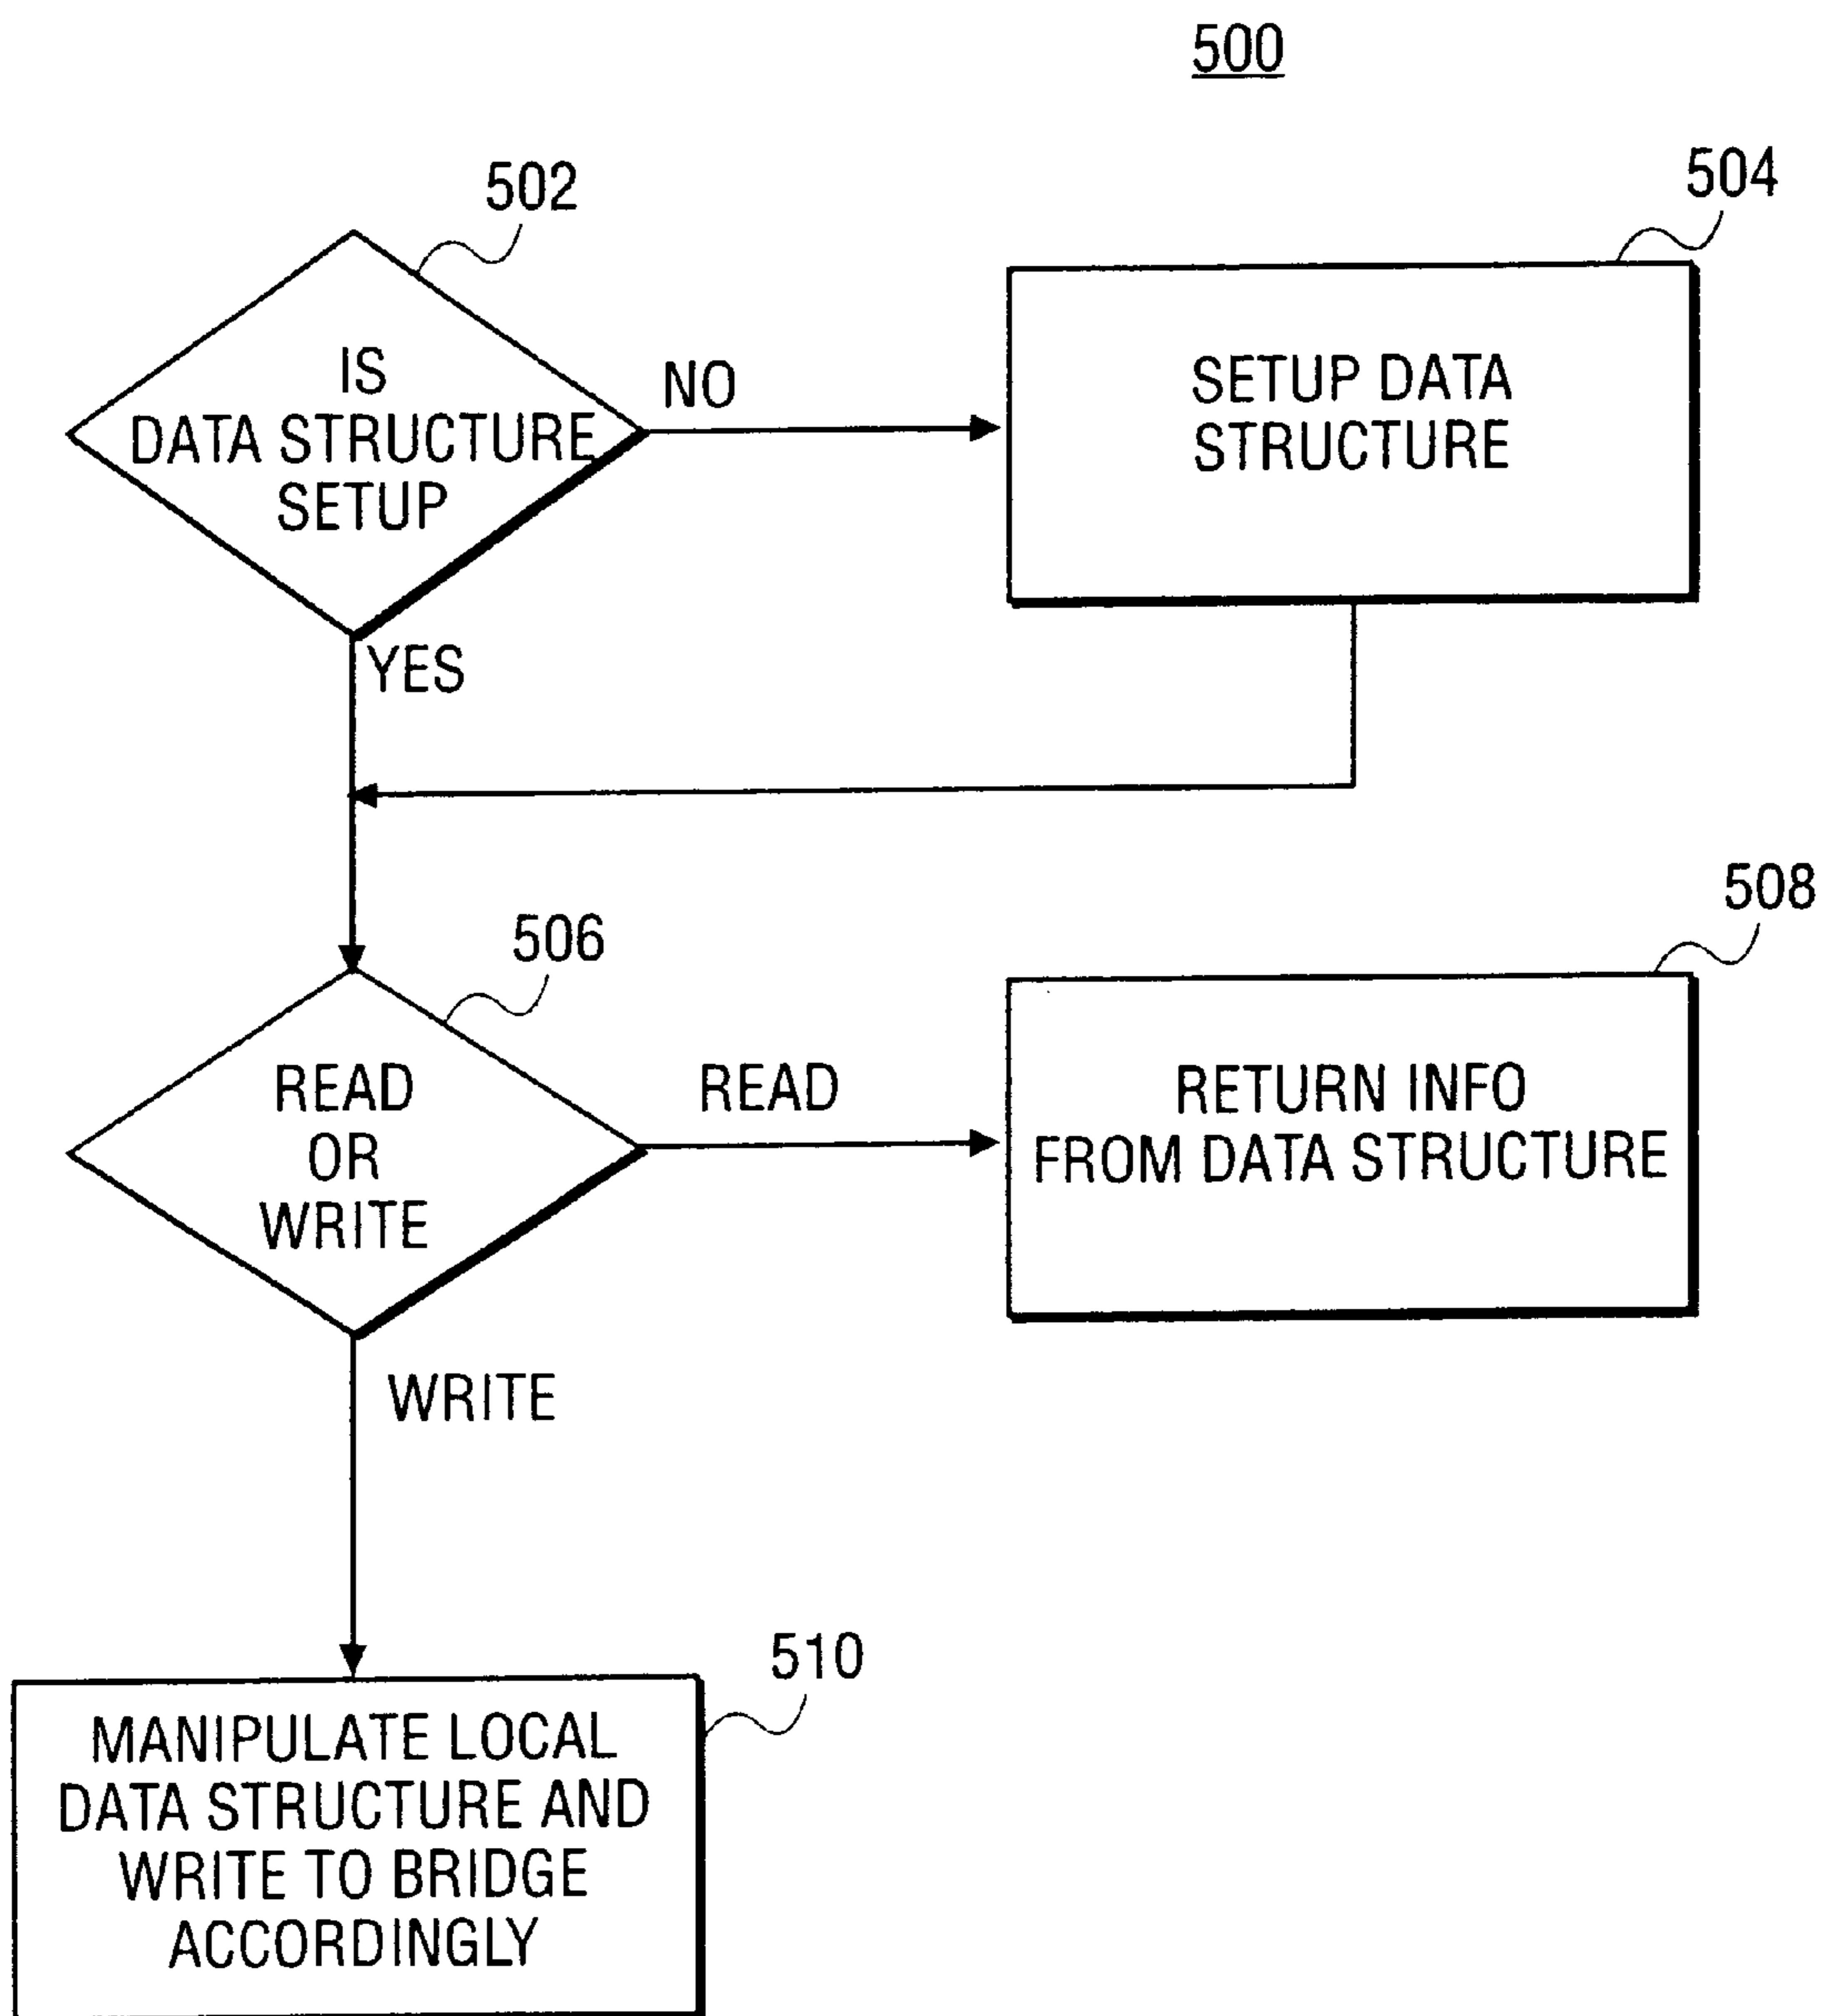 500
502
504
IS
DATA STRUCTURE
SETUP
NO
SETUP DATA
STRUCTURE
YES
506
508
READ
OR
WRITE
READ
RETURN INFO
FROM DATA STRUCTURE
WRITE
510
MANIPULATE LOCAL
DATA STRUCTURE AND
WRITE TO BRIDGE
ACCORDINGLY